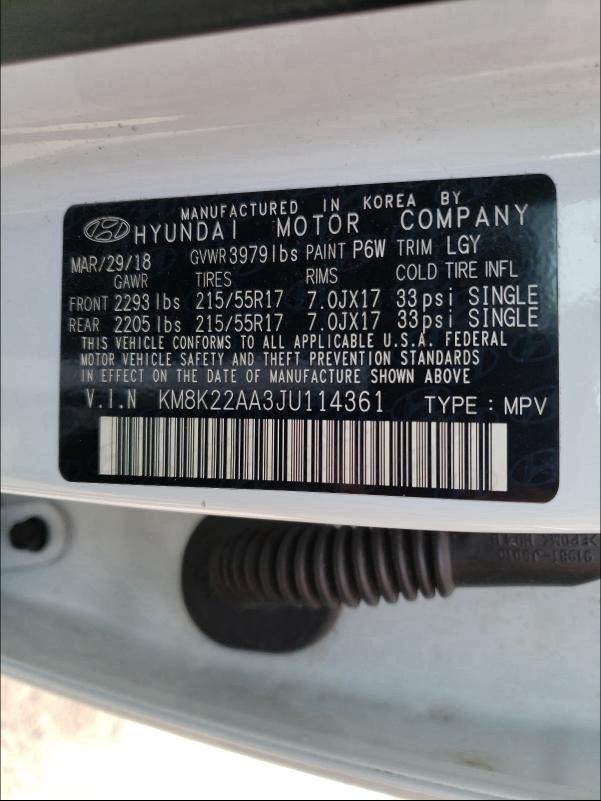 MANUFACTURED IN KOREA BY
HYUNDAI MOTOR COMPANY
MAR/29/18 GVWR 3979lbs PAINT P6W TRIM LGY
GAWR TIRES RIMS COLD TIRE INFL
FRONT 2293 lbs 215/55R17 7.0JX17 33psi SINGLE
REAR 2205 lbs 215/55R17 7.0JX17 33psi SINGLE
THIS VEHICLE CONFORMS TO ALL APPLICABLE U.S.A. FEDERAL
MOTOR VEHICLE SAFETY AND THEFT PREVENTION STANDARDS
IN EFFECT ON THE DATE OF MANUFACTURE SHOWN ABOVE.
V.I.N KM8K22AA3JU114361 TYPE : MPV